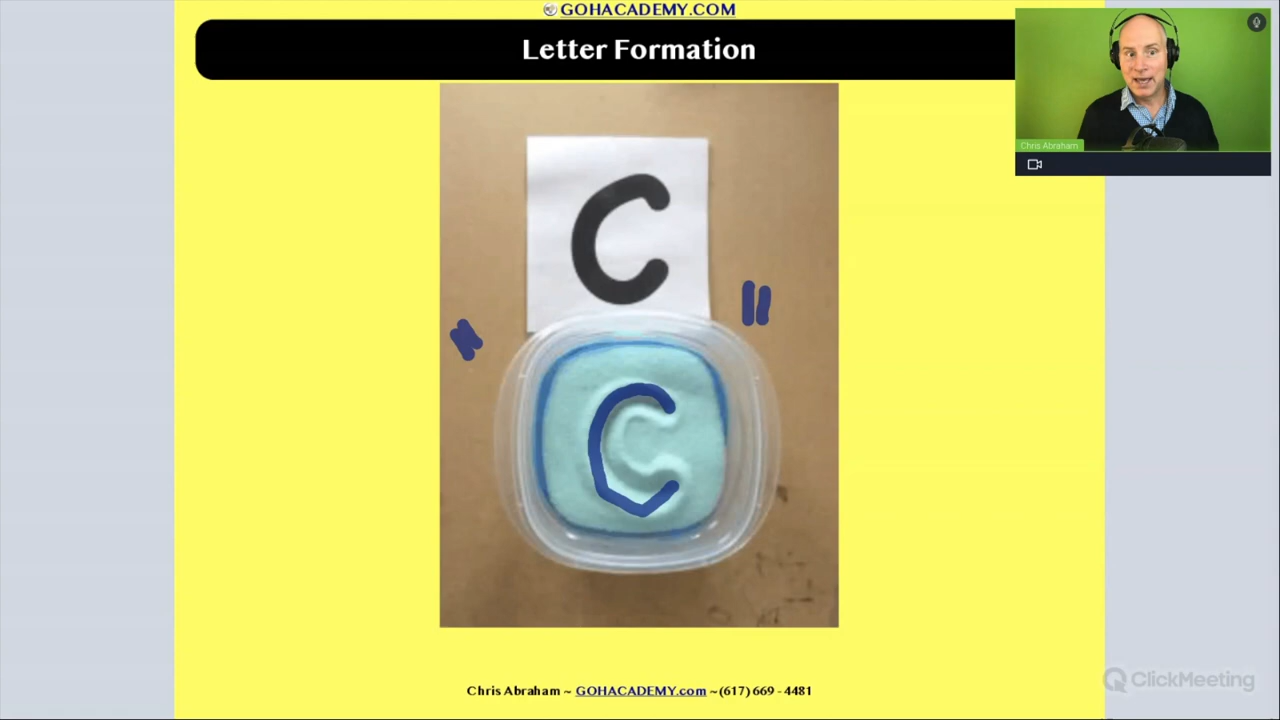 GOHACADEMY.COM
Letter Formation
Chris Abraham
C
C
Chris Abraham ~ GOHACADEMY.com ~(617) 669 - 4481
ClickMeeting